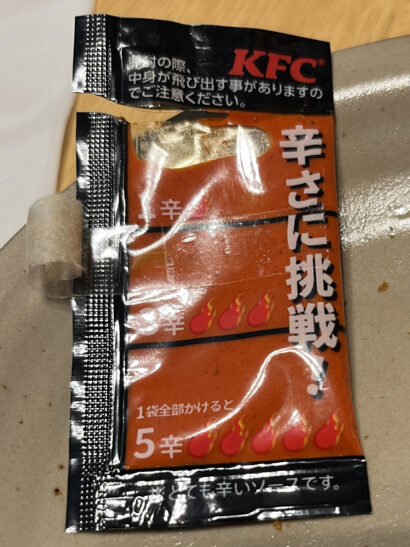 KFC®
開封の際、
中身が飛び出す事がありますの
でご注意ください。
辛さに挑戦!
辛
辛
1袋全部かけると
5辛
※とても辛いソースです。